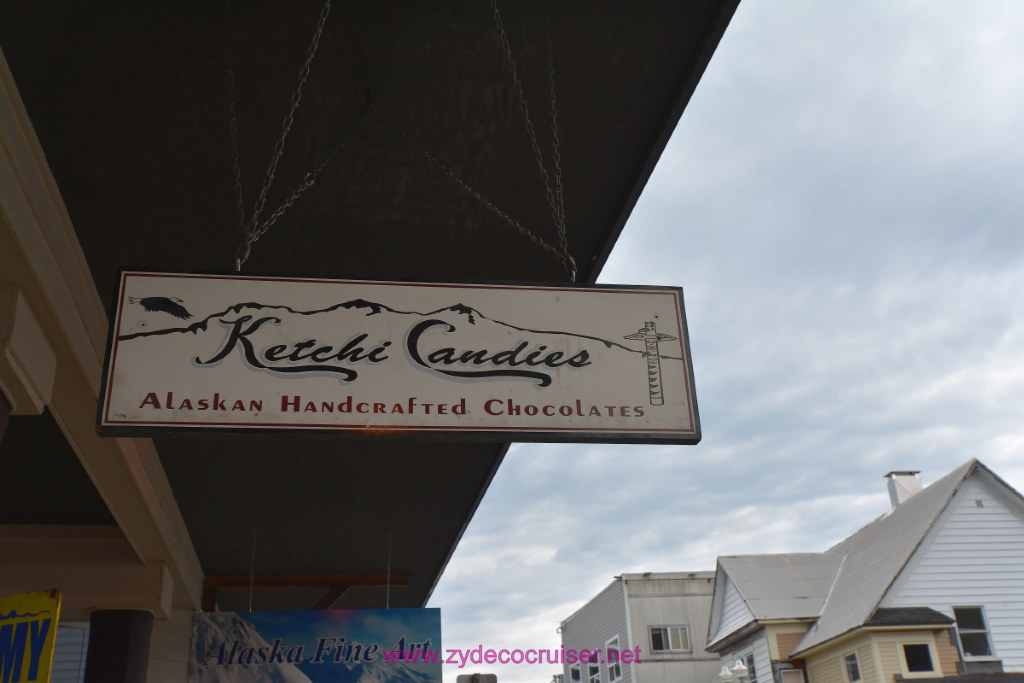 Ketchi Candies
Alaskan Handcrafted Chocolates
Alaska Fine Art
MY
www.zydecocruiser.net